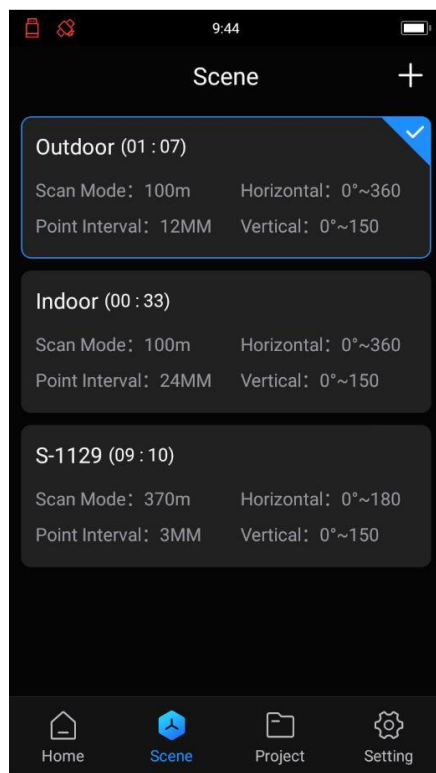 9:44
Scene
Outdoor (01 : 07)
Scan Mode：100m Horizontal：0°~360
Point Interval：12MM Vertical：0°~150
Indoor (00 : 33)
Scan Mode：100m Horizontal：0°~360
Point Interval：24MM Vertical：0°~150
S-1129 (09 : 10)
Scan Mode：370m Horizontal：0°~180
Point Interval：3MM Vertical：0°~150
Home Scene Project Setting